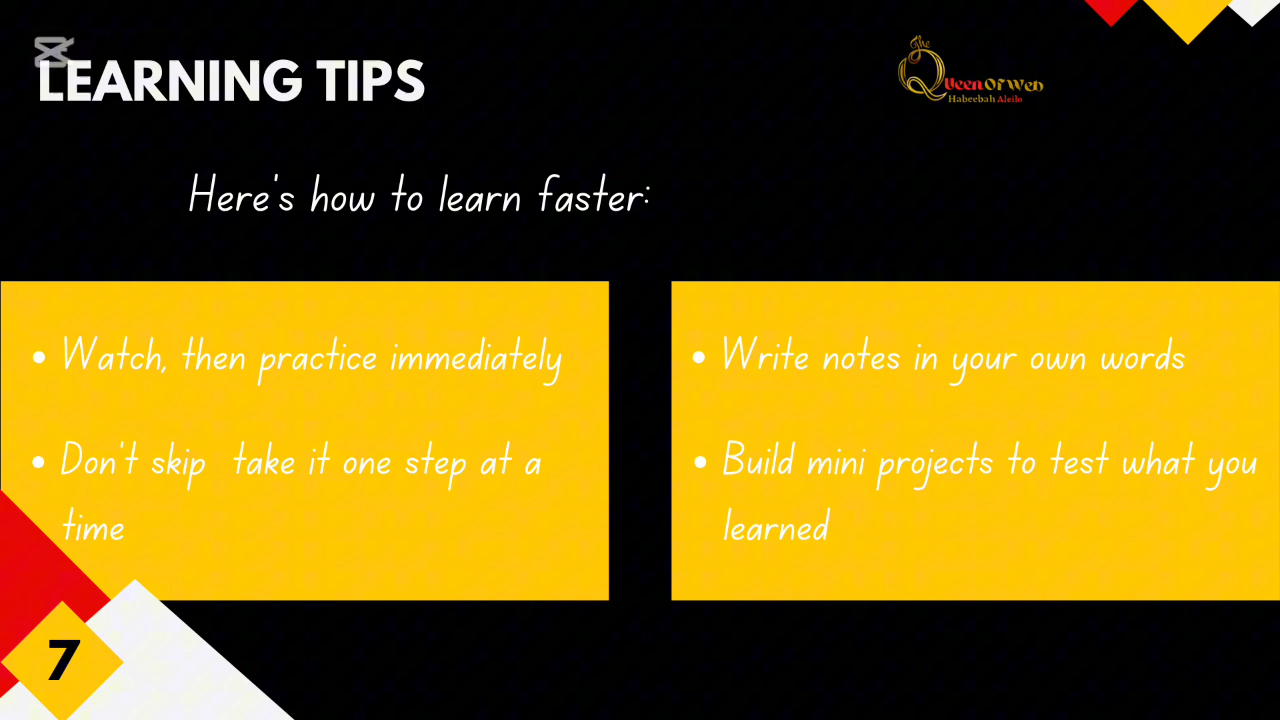 LEARNING TIPS
The
Queen Of Web
Habeebah Aleilo
Here's how to learn faster:
• Watch, then practice immediately
• Don't skip take it one step at a
time
• Write notes in your own words
• Build mini projects to test what you
learned
7